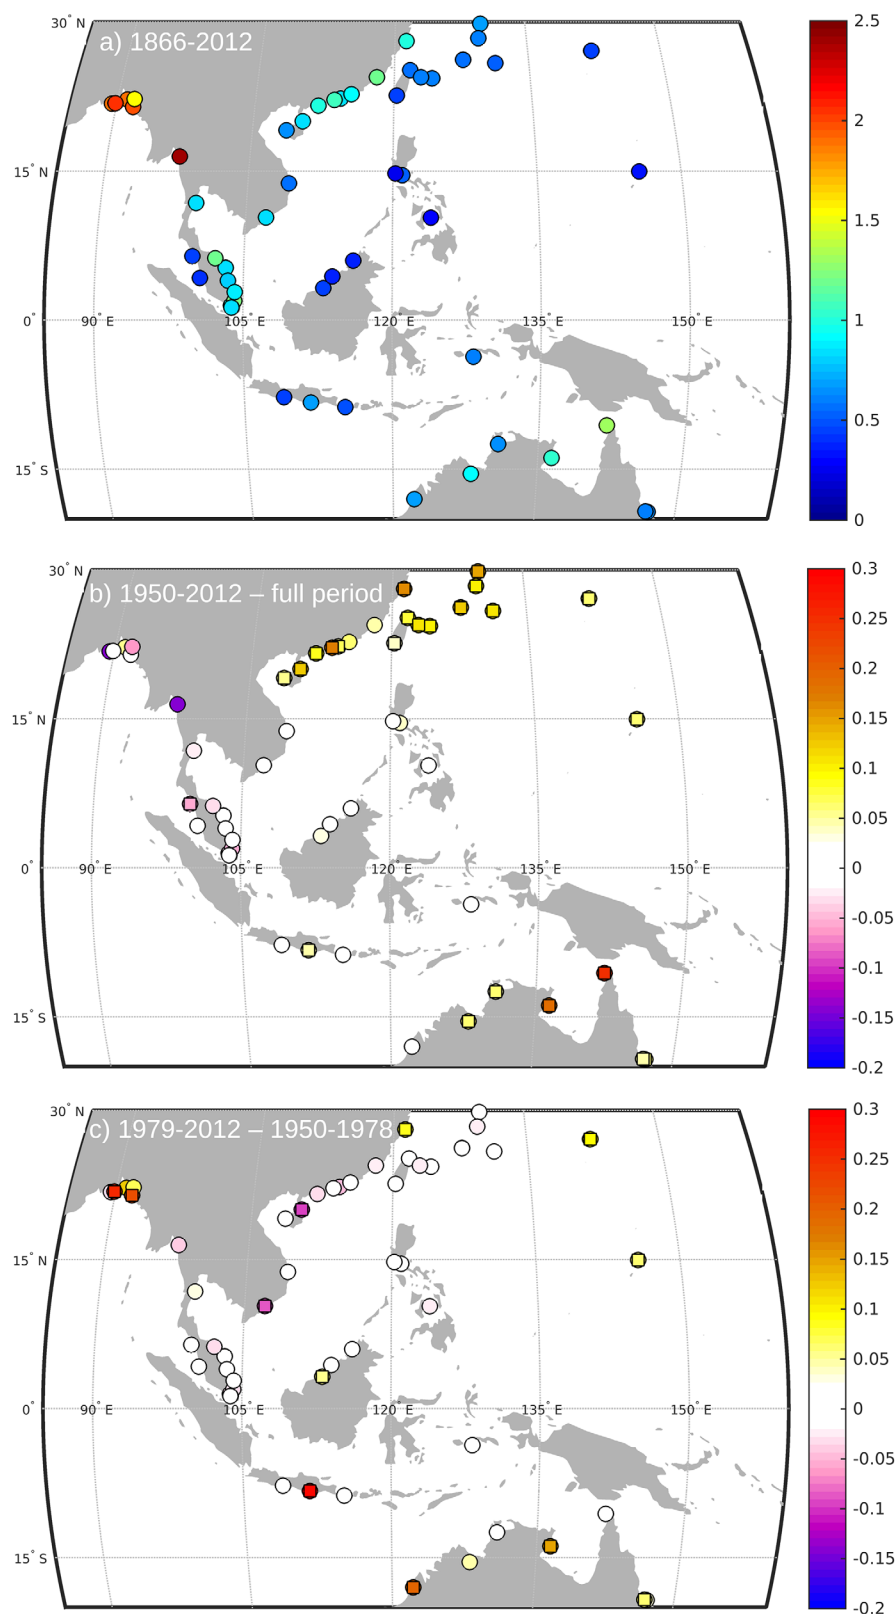 30° N
a) 1866-2012
15° N
0°
90° E
105° E
120° E
135° E
150° E
15° S
2.5
2
1.5
1
0.5
0
30° N
b) 1950-2012 – full period
15° N
0°
90° E
105° E
120° E
135° E
150° E
15° S
0.3
0.25
0.2
0.15
0.1
0.05
0
-0.05
-0.1
-0.15
-0.2
30° N
c) 1979-2012 – 1950-1978
15° N
0°
90° E
105° E
120° E
135° E
150° E
15° S
0.3
0.25
0.2
0.15
0.1
0.05
0
-0.05
-0.1
-0.15
-0.2